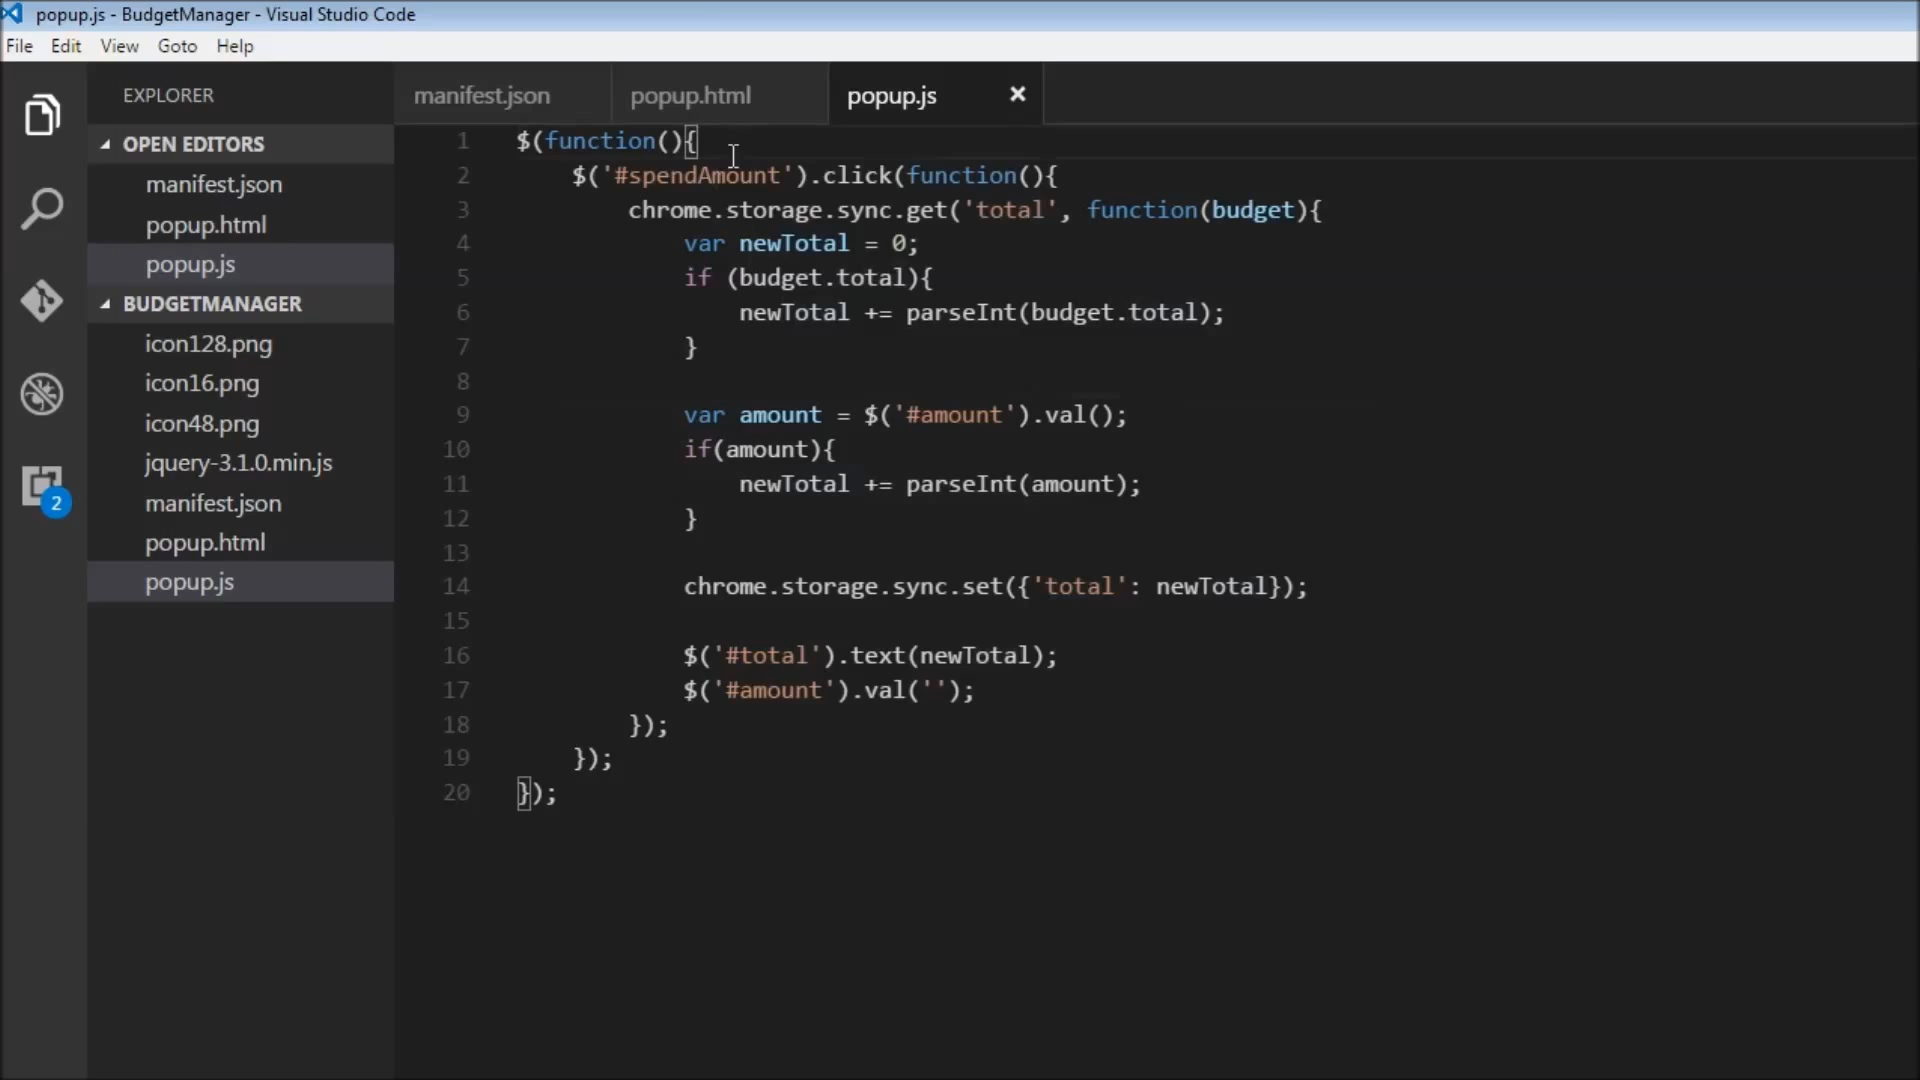 popup.js - BudgetManager - Visual Studio Code
File Edit View Goto Help
EXPLORER
OPEN EDITORS
manifest.json
popup.html
popup.js
BUDGETMANAGER
icon128.png
icon16.png
icon48.png
jquery-3.1.0.min.js
manifest.json
popup.html
popup.js
2
manifest.json popup.html popup.js
1 $(function(){
2 $('#spendAmount').click(function(){
3 chrome.storage.sync.get('total', function(budget){
4 var newTotal = 0;
5 if (budget.total){
6 newTotal += parseInt(budget.total);
7 }
8
9 var amount = $('#amount').val();
10 if(amount){
11 newTotal += parseInt(amount);
12 }
13
14 chrome.storage.sync.set({'total': newTotal});
15
16 $('#total').text(newTotal);
17 $('#amount').val('');
18 });
19 });
20 });